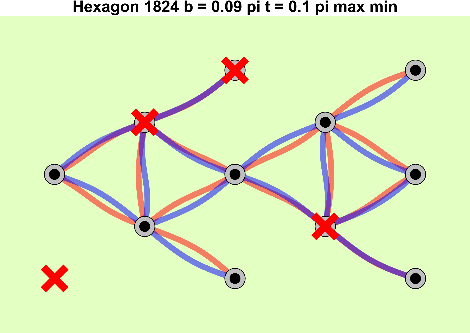 Hexagon 1824 b = 0.09 pi t = 0.1 pi max min